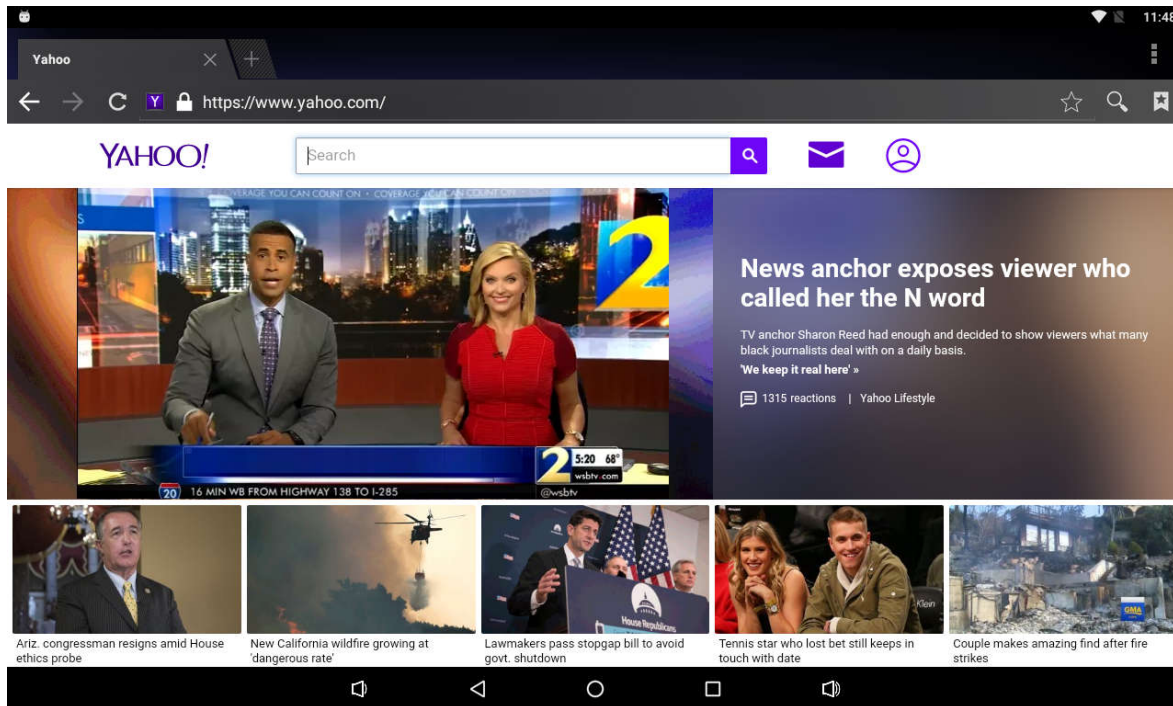 11:48
Yahoo
https://www.yahoo.com/
YAHOO!
Search
COVERAGE YOU CAN COUNT ON • COVERAGE YOU CAN COUNT ON
S
2
News anchor exposes viewer who
called her the N word
TV anchor Sharon Reed had enough and decided to show viewers what many
black journalists deal with on a daily basis.
'We keep it real here' »
1315 reactions | Yahoo Lifestyle
2
5:20 68°
wsbtv.com
20 16 MIN WB FROM HIGHWAY 138 TO I-285
@wsbtv
House Republicans
Klein
GMA
Ariz. congressman resigns amid House
ethics probe
New California wildfire growing at
'dangerous rate'
Lawmakers pass stopgap bill to avoid
govt. shutdown
Tennis star who lost bet still keeps in
touch with date
Couple makes amazing find after fire
strikes